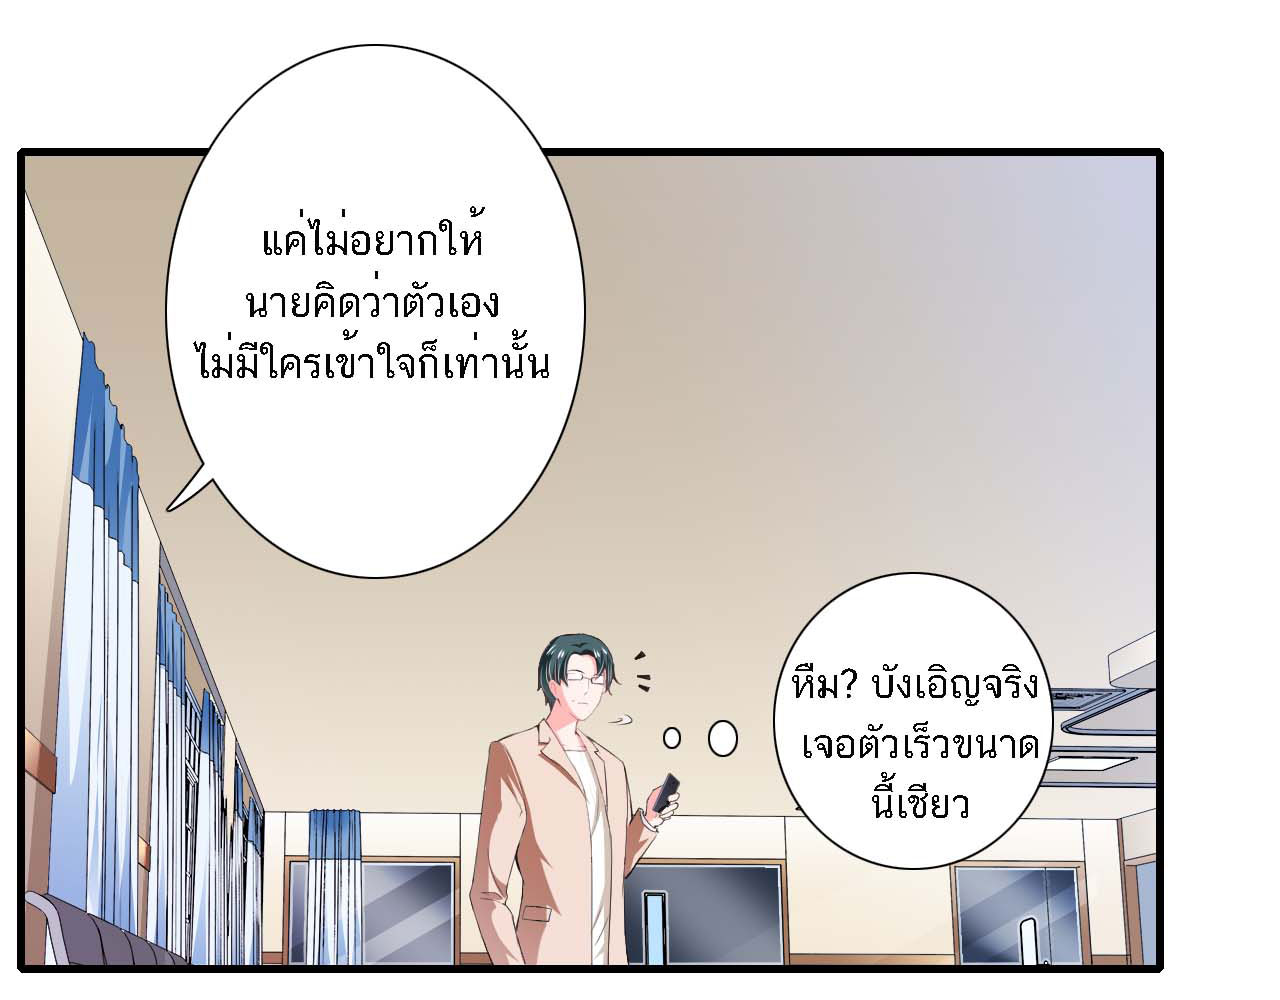 แค่ไม่อยากให้
นายคิดว่าตัวเอง
ไม่มีใครเข้าใจก็เท่านั้น
หืม? บังเอิญจริง
เจอตัวเร็วขนาด
นี้เชียว